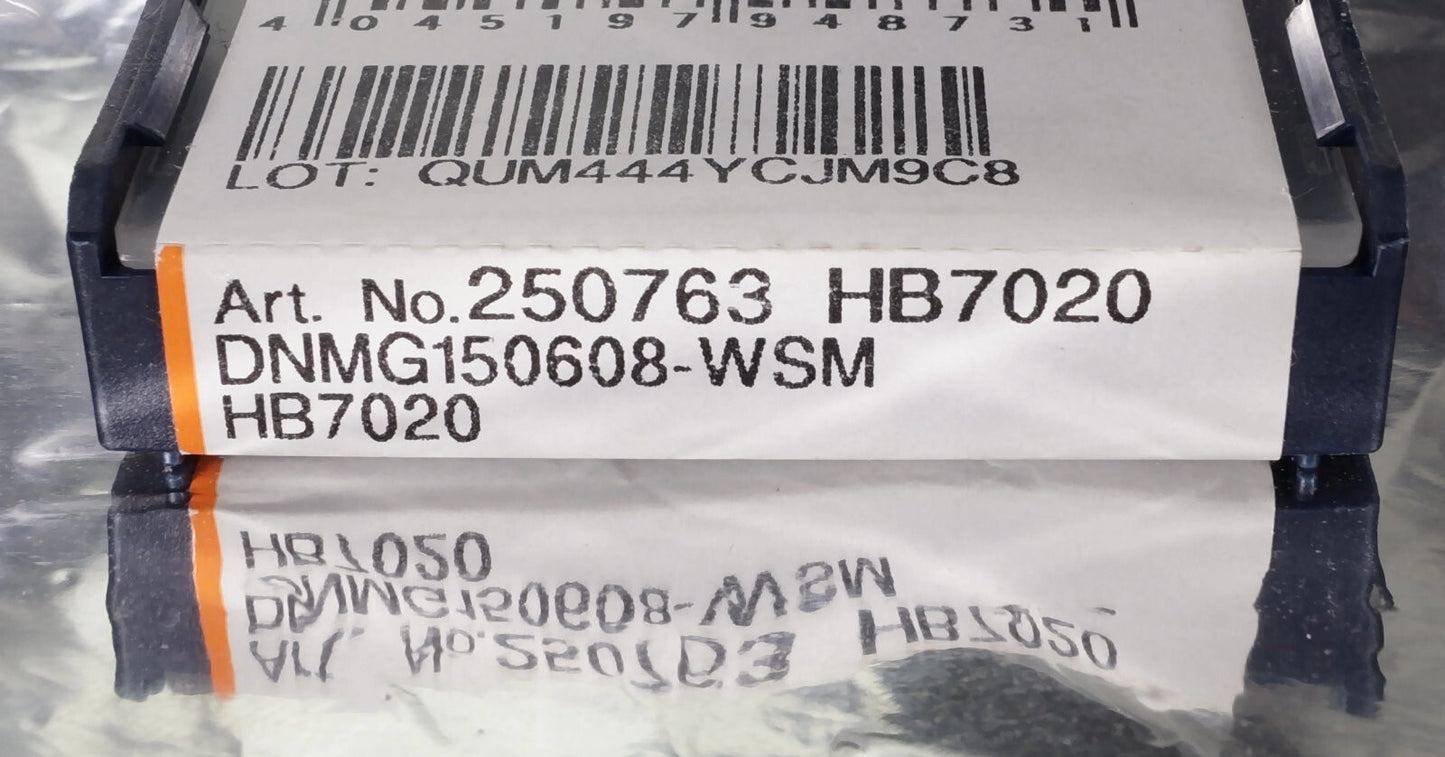 4 045197 948731
LOT: QUM444YCJM9C8
Art. No.250763 HB7020
DNMG150608-WSM
HB7020